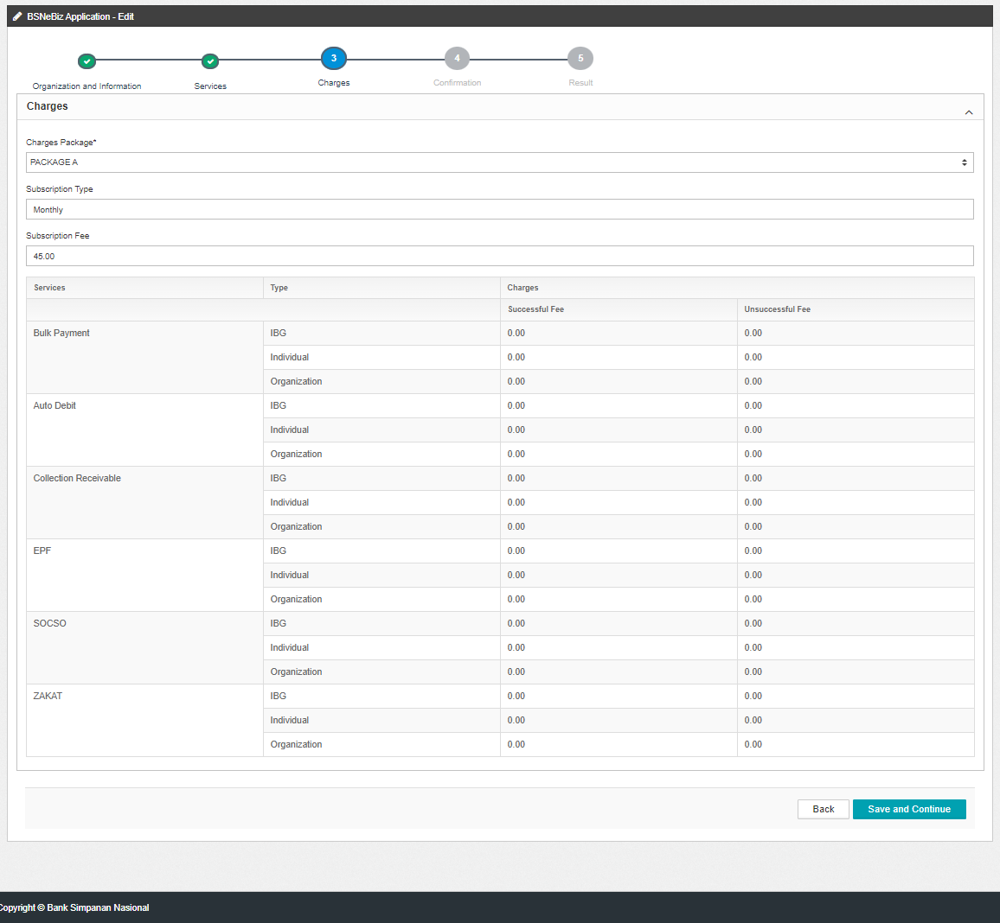 BSNeBiz Application - Edit
3
4
5
Organization and Information
Services
Charges
Confirmation
Result
Charges
Charges Package*
PACKAGE A
Subscription Type
Monthly
Subscription Fee
45.00
Services Type Charges
Successful Fee Unsuccessful Fee
Bulk Payment IBG 0.00 0.00
Individual 0.00 0.00
Organization 0.00 0.00
Auto Debit IBG 0.00 0.00
Individual 0.00 0.00
Organization 0.00 0.00
Collection Receivable IBG 0.00 0.00
Individual 0.00 0.00
Organization 0.00 0.00
EPF IBG 0.00 0.00
Individual 0.00 0.00
Organization 0.00 0.00
SOCSO IBG 0.00 0.00
Individual 0.00 0.00
Organization 0.00 0.00
ZAKAT IBG 0.00 0.00
Individual 0.00 0.00
Organization 0.00 0.00
Back Save and Continue
Copyright © Bank Simpanan Nasional